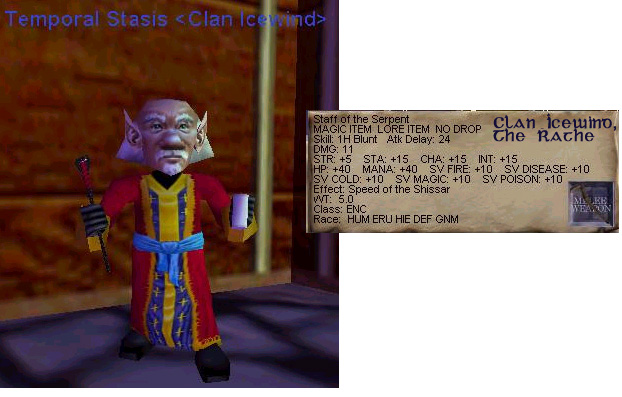 Temporal Stasis <Clan Icewind>
Staff of the Serpent
MAGIC ITEM LORE ITEM NO DROP
Skill: 1H Blunt Atk Delay: 24
DMG: 11
STR: +5 STA: +15 CHA: +15 INT: +15
HP: +40 MANA: +40 SV FIRE: +10 SV DISEASE: +10
SV COLD: +10 SV MAGIC: +10 SV POISON: +10
Effect: Speed of the Shissar
WT: 5.0
Class: ENC
Race: HUM ERU HIE DEF GNM
Clan Icewind,
The Rathe
MELEE
WEAPON